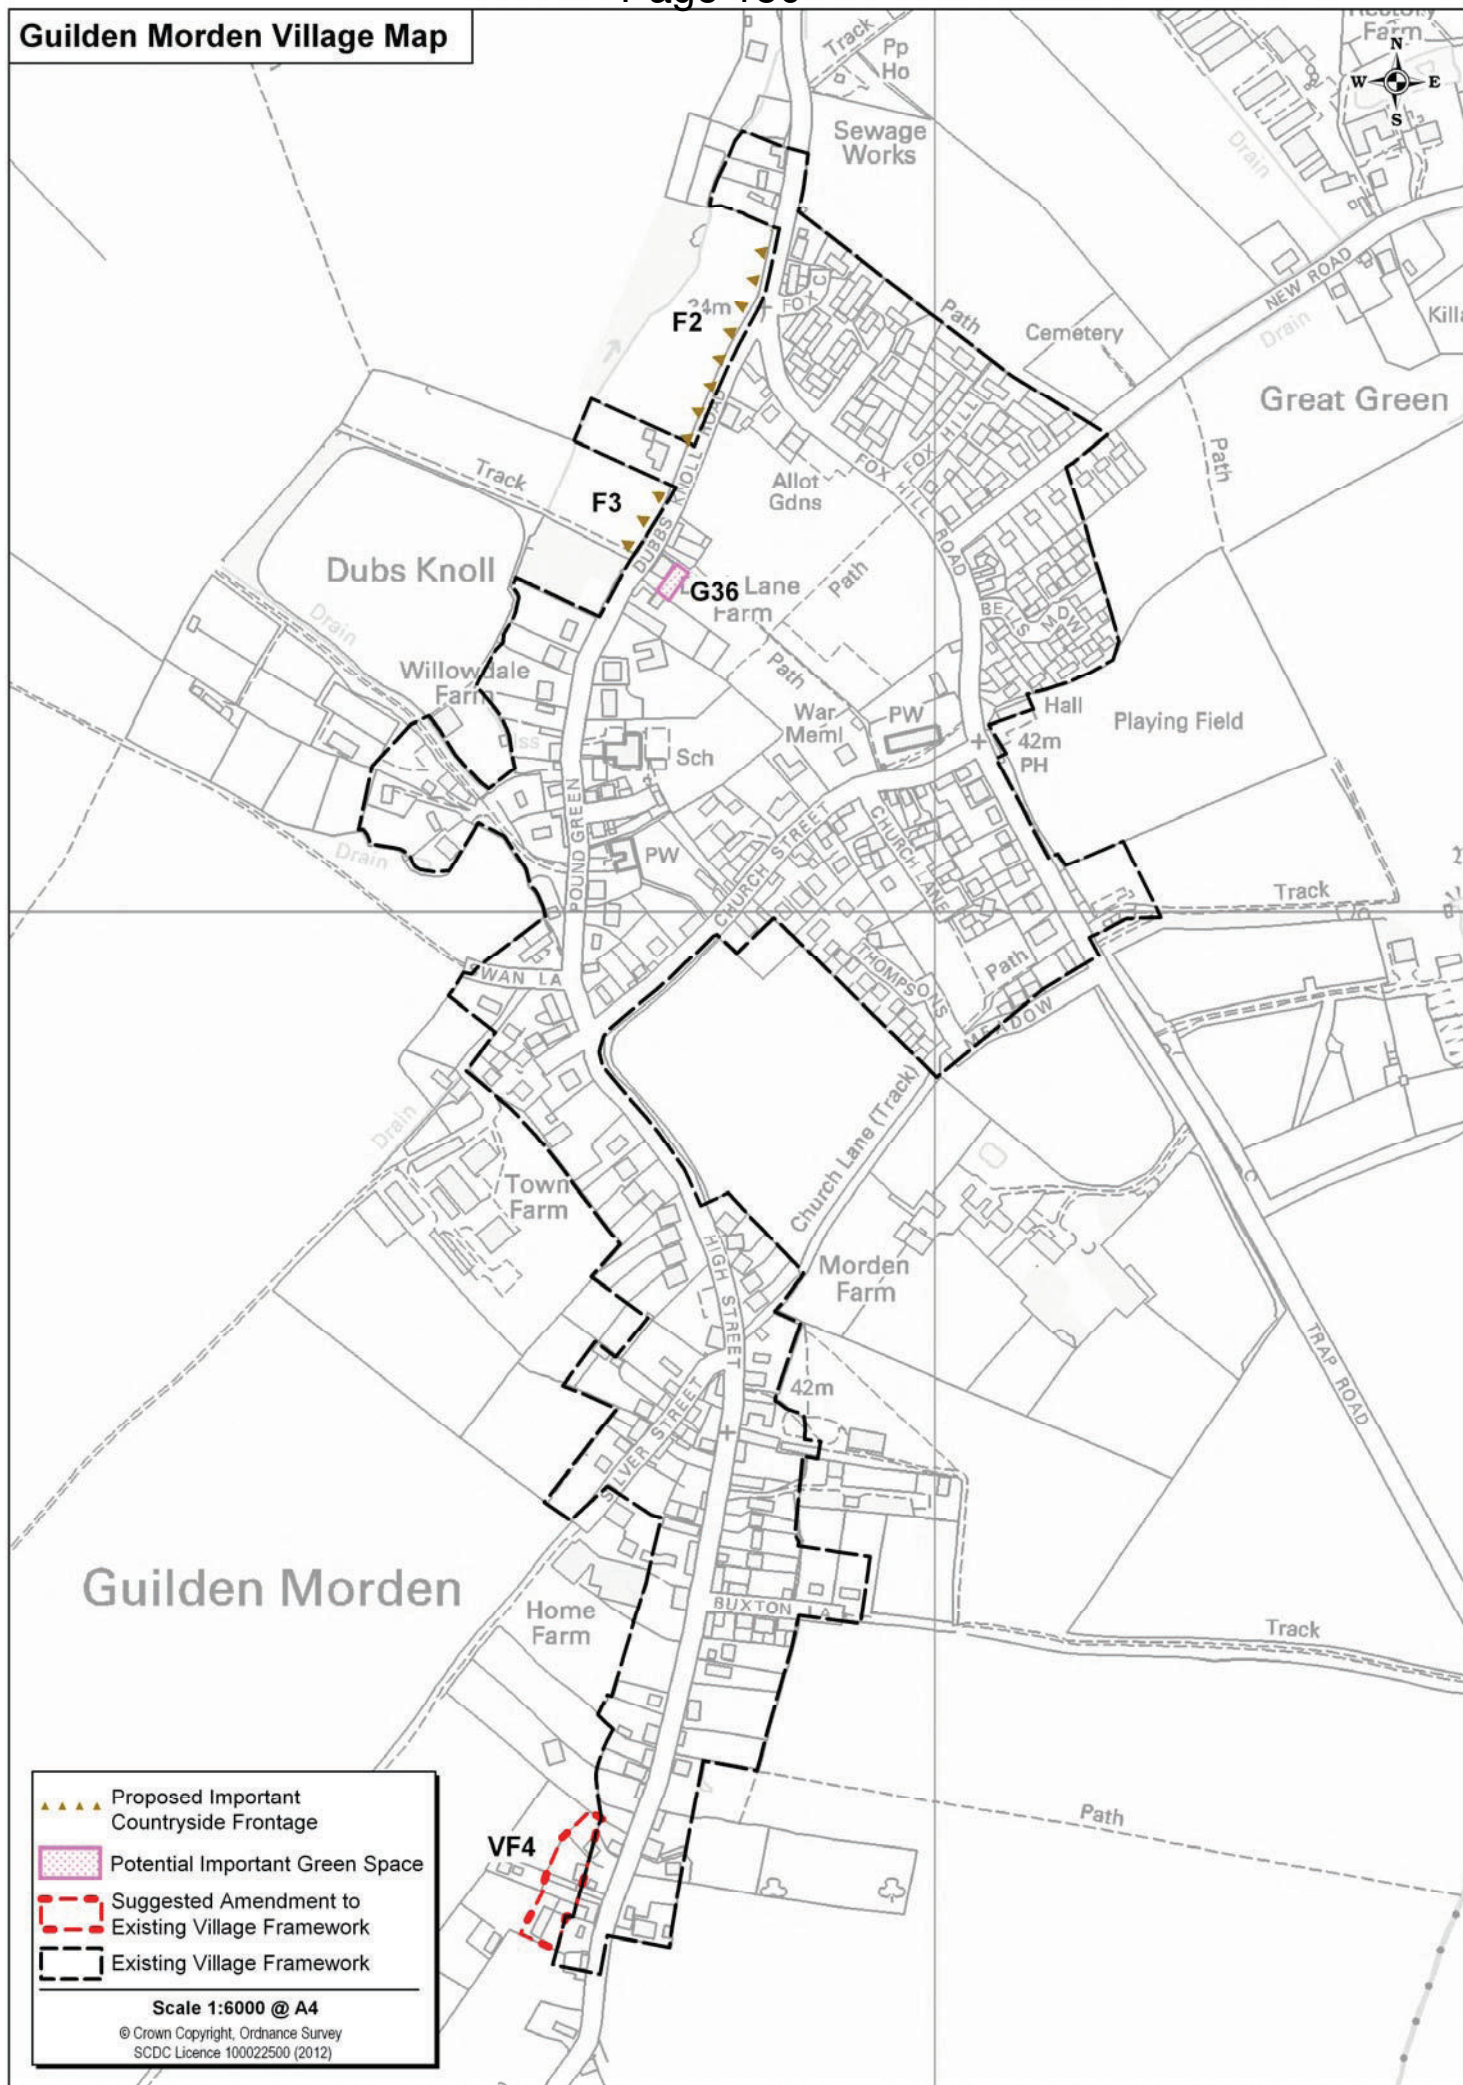 Guilden Morden Village Map
Track
Pp
Ho
Farm
N
W
E
S
Sewage
Works
Drain
NEW ROAD
Drain
Path
Cemetery
Great Green
FOX
F2
Path
FOX HILL
FOX HILL ROAD
DUBBS KNOLL ROAD
Track
F3
Allot
Gdns
Dubs Knoll
G36
Lane
Farm
Path
Drain
Willowdale
Farm
Path
War
Meml
PW
Hall
Playing Field
42m
PH
Sch
POUND GREEN
CHURCH STREET
CHURCH LANE
Drain
PW
Track
SWAN LA
THOMPSONS
MEADOW
Path
Drain
Church Lane (Track)
Town
Farm
HIGH STREET
Morden
Farm
TRAP ROAD
42m
SILVER STREET
Guilden Morden
Home
Farm
BUXTON LA
Track
Path
VF4
Proposed Important
Countryside Frontage
Potential Important Green Space
Suggested Amendment to
Existing Village Framework
Existing Village Framework
Scale 1:6000 @ A4
© Crown Copyright, Ordnance Survey
SCDC Licence 100022500 (2012)